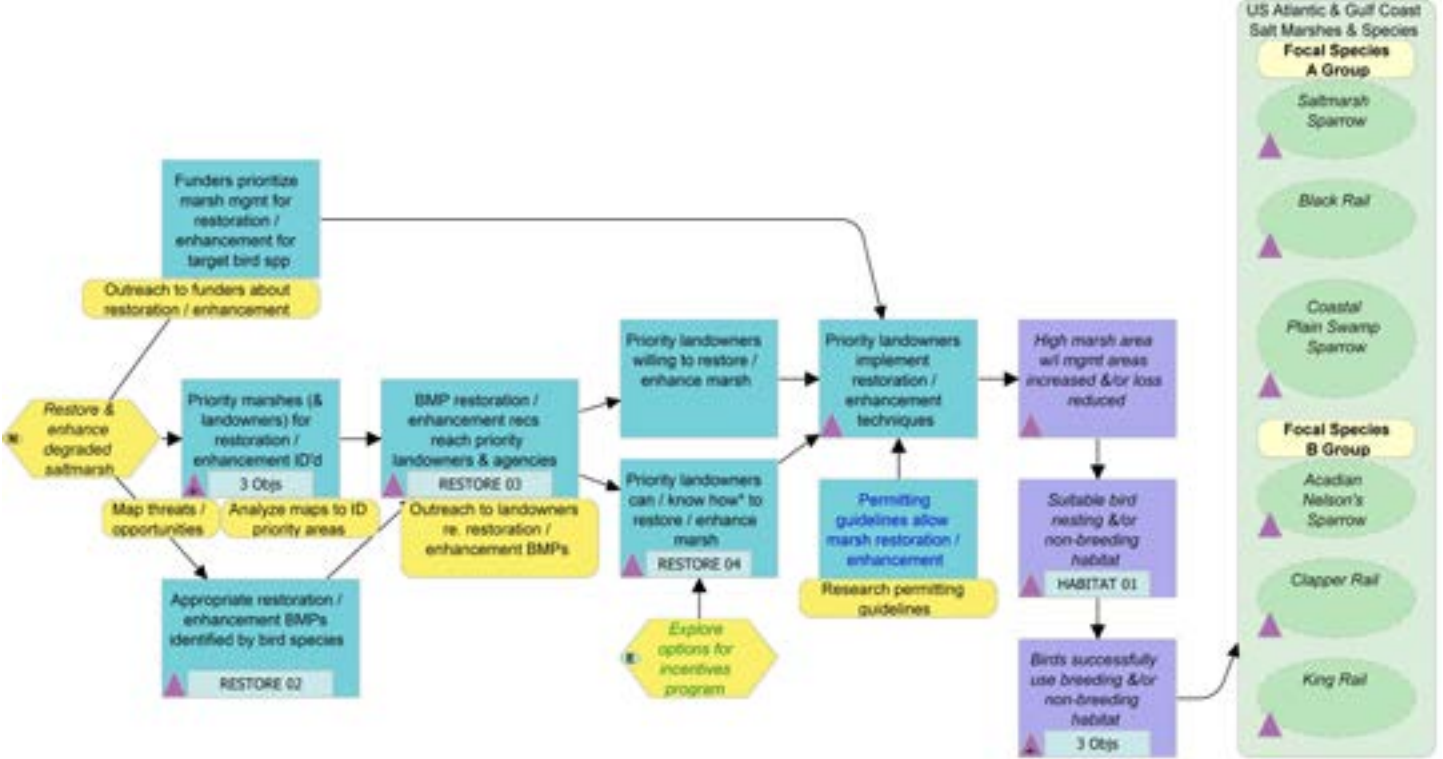 US Atlantic & Gulf Coast
Salt Marshes & Species
Focal Species
A Group
Saltmarsh
Sparrow
Black Rail
Coastal
Plain Swamp
Sparrow
Focal Species
B Group
Acadian
Nelson's
Sparrow
Clapper Rail
King Rail
Funders prioritize
marsh mgmt for
restoration /
enhancement for
target bird spp
Outreach to funders about
restoration / enhancement
Restore &
enhance
degraded
saltmarsh
Priority marshes (&
landowners) for
restoration /
enhancement ID'd
3 Objs
Map threats /
opportunities
Analyze maps to ID
priority areas
Appropriate restoration /
enhancement BMPs
identified by bird species
RESTORE 02
BMP restoration /
enhancement recs
reach priority
landowners & agencies
RESTORE 03
Outreach to landowners
re. restoration /
enhancement BMPs
Priority landowners
willing to restore /
enhance marsh
Priority landowners
can / know how* to
restore / enhance
marsh
RESTORE 04
Explore
options for
incentives
program
Priority landowners
implement
restoration /
enhancement
techniques
Permitting
guidelines allow
marsh restoration /
enhancement
Research permitting
guidelines
High marsh area
w/i mgmt areas
increased &/or loss
reduced
Suitable bird
nesting &/or
non-breeding
habitat
HABITAT 01
Birds successfully
use breeding &/or
non-breeding
habitat
3 Objs